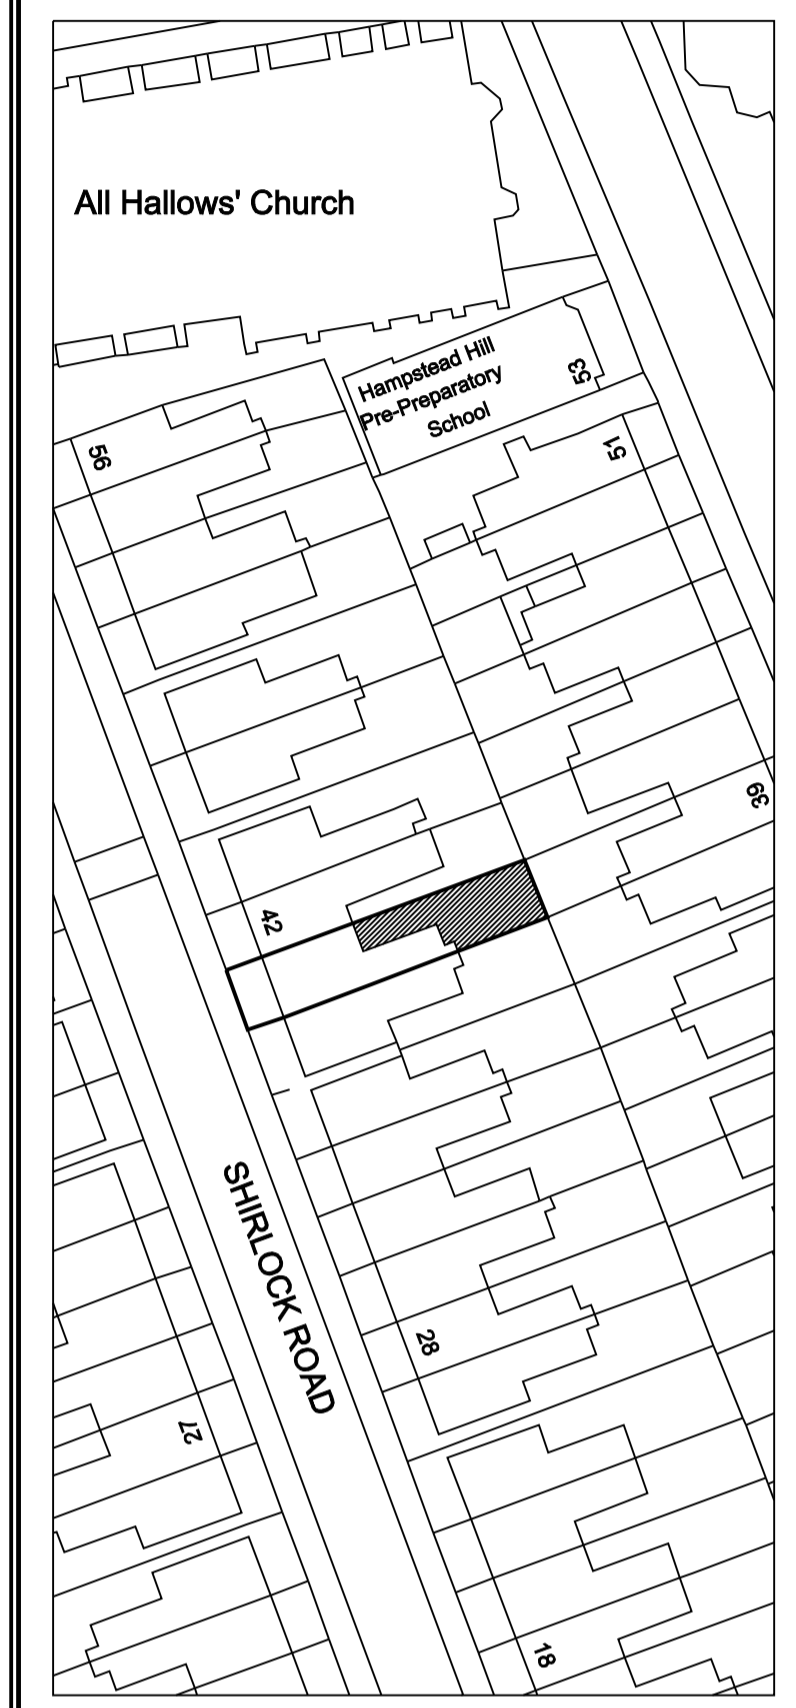 All Hallows' Church
Hampstead Hill
Pre-Preparatory
School
53
51
56
39
42
SHIRLOCK ROAD
28
27
18